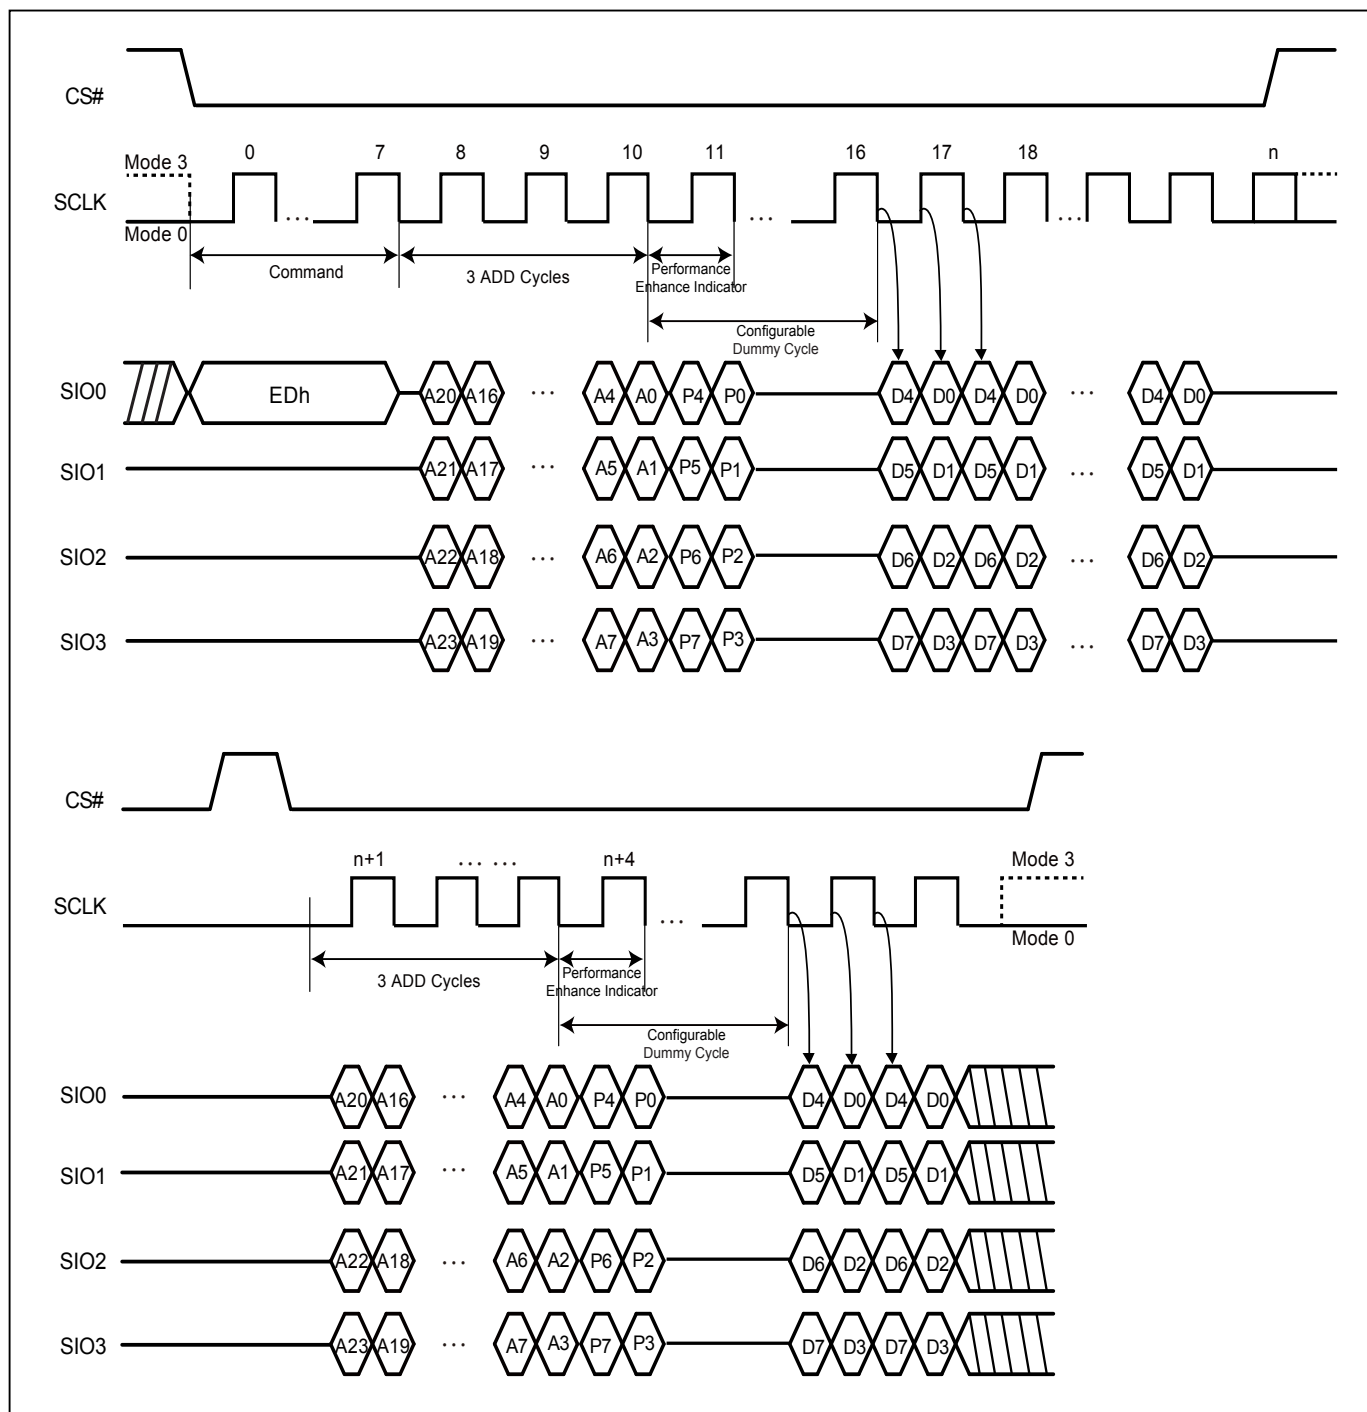 CS#
0 7 8 9 10 11 16 17 18 n
Mode 3
SCLK
...
...
...
Mode 0
Command
3 ADD Cycles
Performance
Enhance Indicator
Configurable
Dummy Cycle
SIO0 EDh A20 A16 ... A4 A0 P4 P0 D4 D0 D4 D0 ... D4 D0
SIO1 A21 A17 ... A5 A1 P5 P1 D5 D1 D5 D1 ... D5 D1
SIO2 A22 A18 ... A6 A2 P6 P2 D6 D2 D6 D2 ... D6 D2
SIO3 A23 A19 ... A7 A3 P7 P3 D7 D3 D7 D3 ... D7 D3
CS#
n+1 ... ... n+4 Mode 3
SCLK
...
Mode 0
3 ADD Cycles
Performance
Enhance Indicator
Configurable
Dummy Cycle
SIO0 A20 A16 ... A4 A0 P4 P0 D4 D0 D4 D0
SIO1 A21 A17 ... A5 A1 P5 P1 D5 D1 D5 D1
SIO2 A22 A18 ... A6 A2 P6 P2 D6 D2 D6 D2
SIO3 A23 A19 ... A7 A3 P7 P3 D7 D3 D7 D3